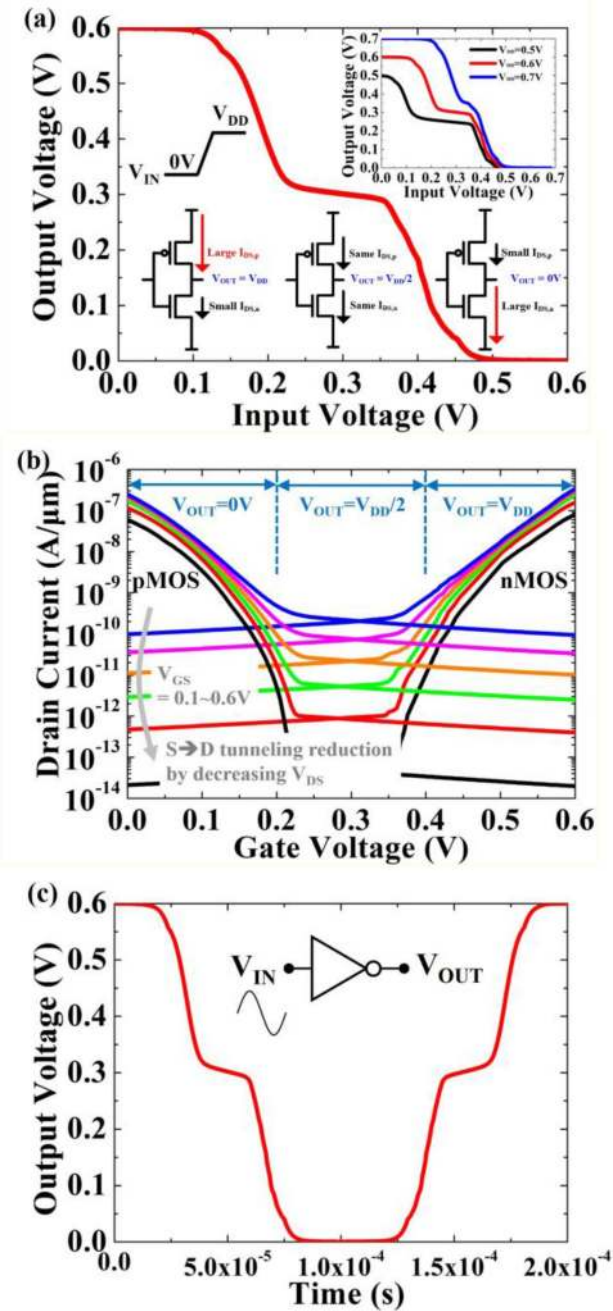 (a)
Output Voltage (V)
0.6
0.5
0.4
0.3
0.2
0.1
0.0
V_IN 0V V_DD
Large I_DS,p
V_OUT = V_DD
Small I_DS,n
Same I_DS,p
V_OUT = V_DD/2
Same I_DS,n
Small I_DS,p
V_OUT = 0V
Large I_DS,n
Output Voltage (V)
0.7
0.6
0.5
0.4
0.3
0.2
0.1
0.0
=0.5V
=0.6V
=0.7V
0.0 0.1 0.2 0.3 0.4 0.5 0.6 0.7
Input Voltage (V)
0.0 0.1 0.2 0.3 0.4 0.5 0.6
Input Voltage (V)
(b)
Drain Current (A/μm)
10^-6
10^-7
10^-8
10^-9
10^-10
10^-11
10^-12
10^-13
10^-14
V_OUT=0V V_OUT=V_DD/2 V_OUT=V_DD
pMOS nMOS
V_GS
= 0.1~0.6V
S➔D tunneling reduction
by decreasing V_DS
0.0 0.1 0.2 0.3 0.4 0.5 0.6
Gate Voltage (V)
(c)
Output Voltage (V)
0.6
0.5
0.4
0.3
0.2
0.1
0.0
V_IN V_OUT
5.0x10^-5 1.0x10^-4 1.5x10^-4 2.0x10^-4
Time (s)